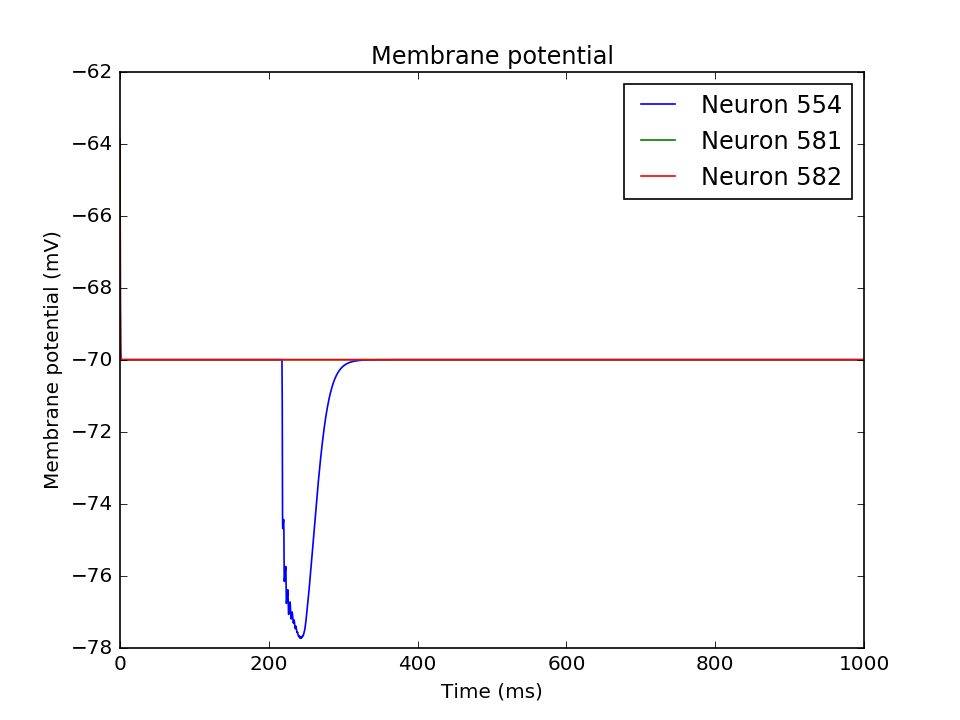 Membrane potential
−62
−64
−66
−68
−70
−72
−74
−76
−78
Membrane potential (mV)
Neuron 554
Neuron 581
Neuron 582
0 200 400 600 800 1000
Time (ms)